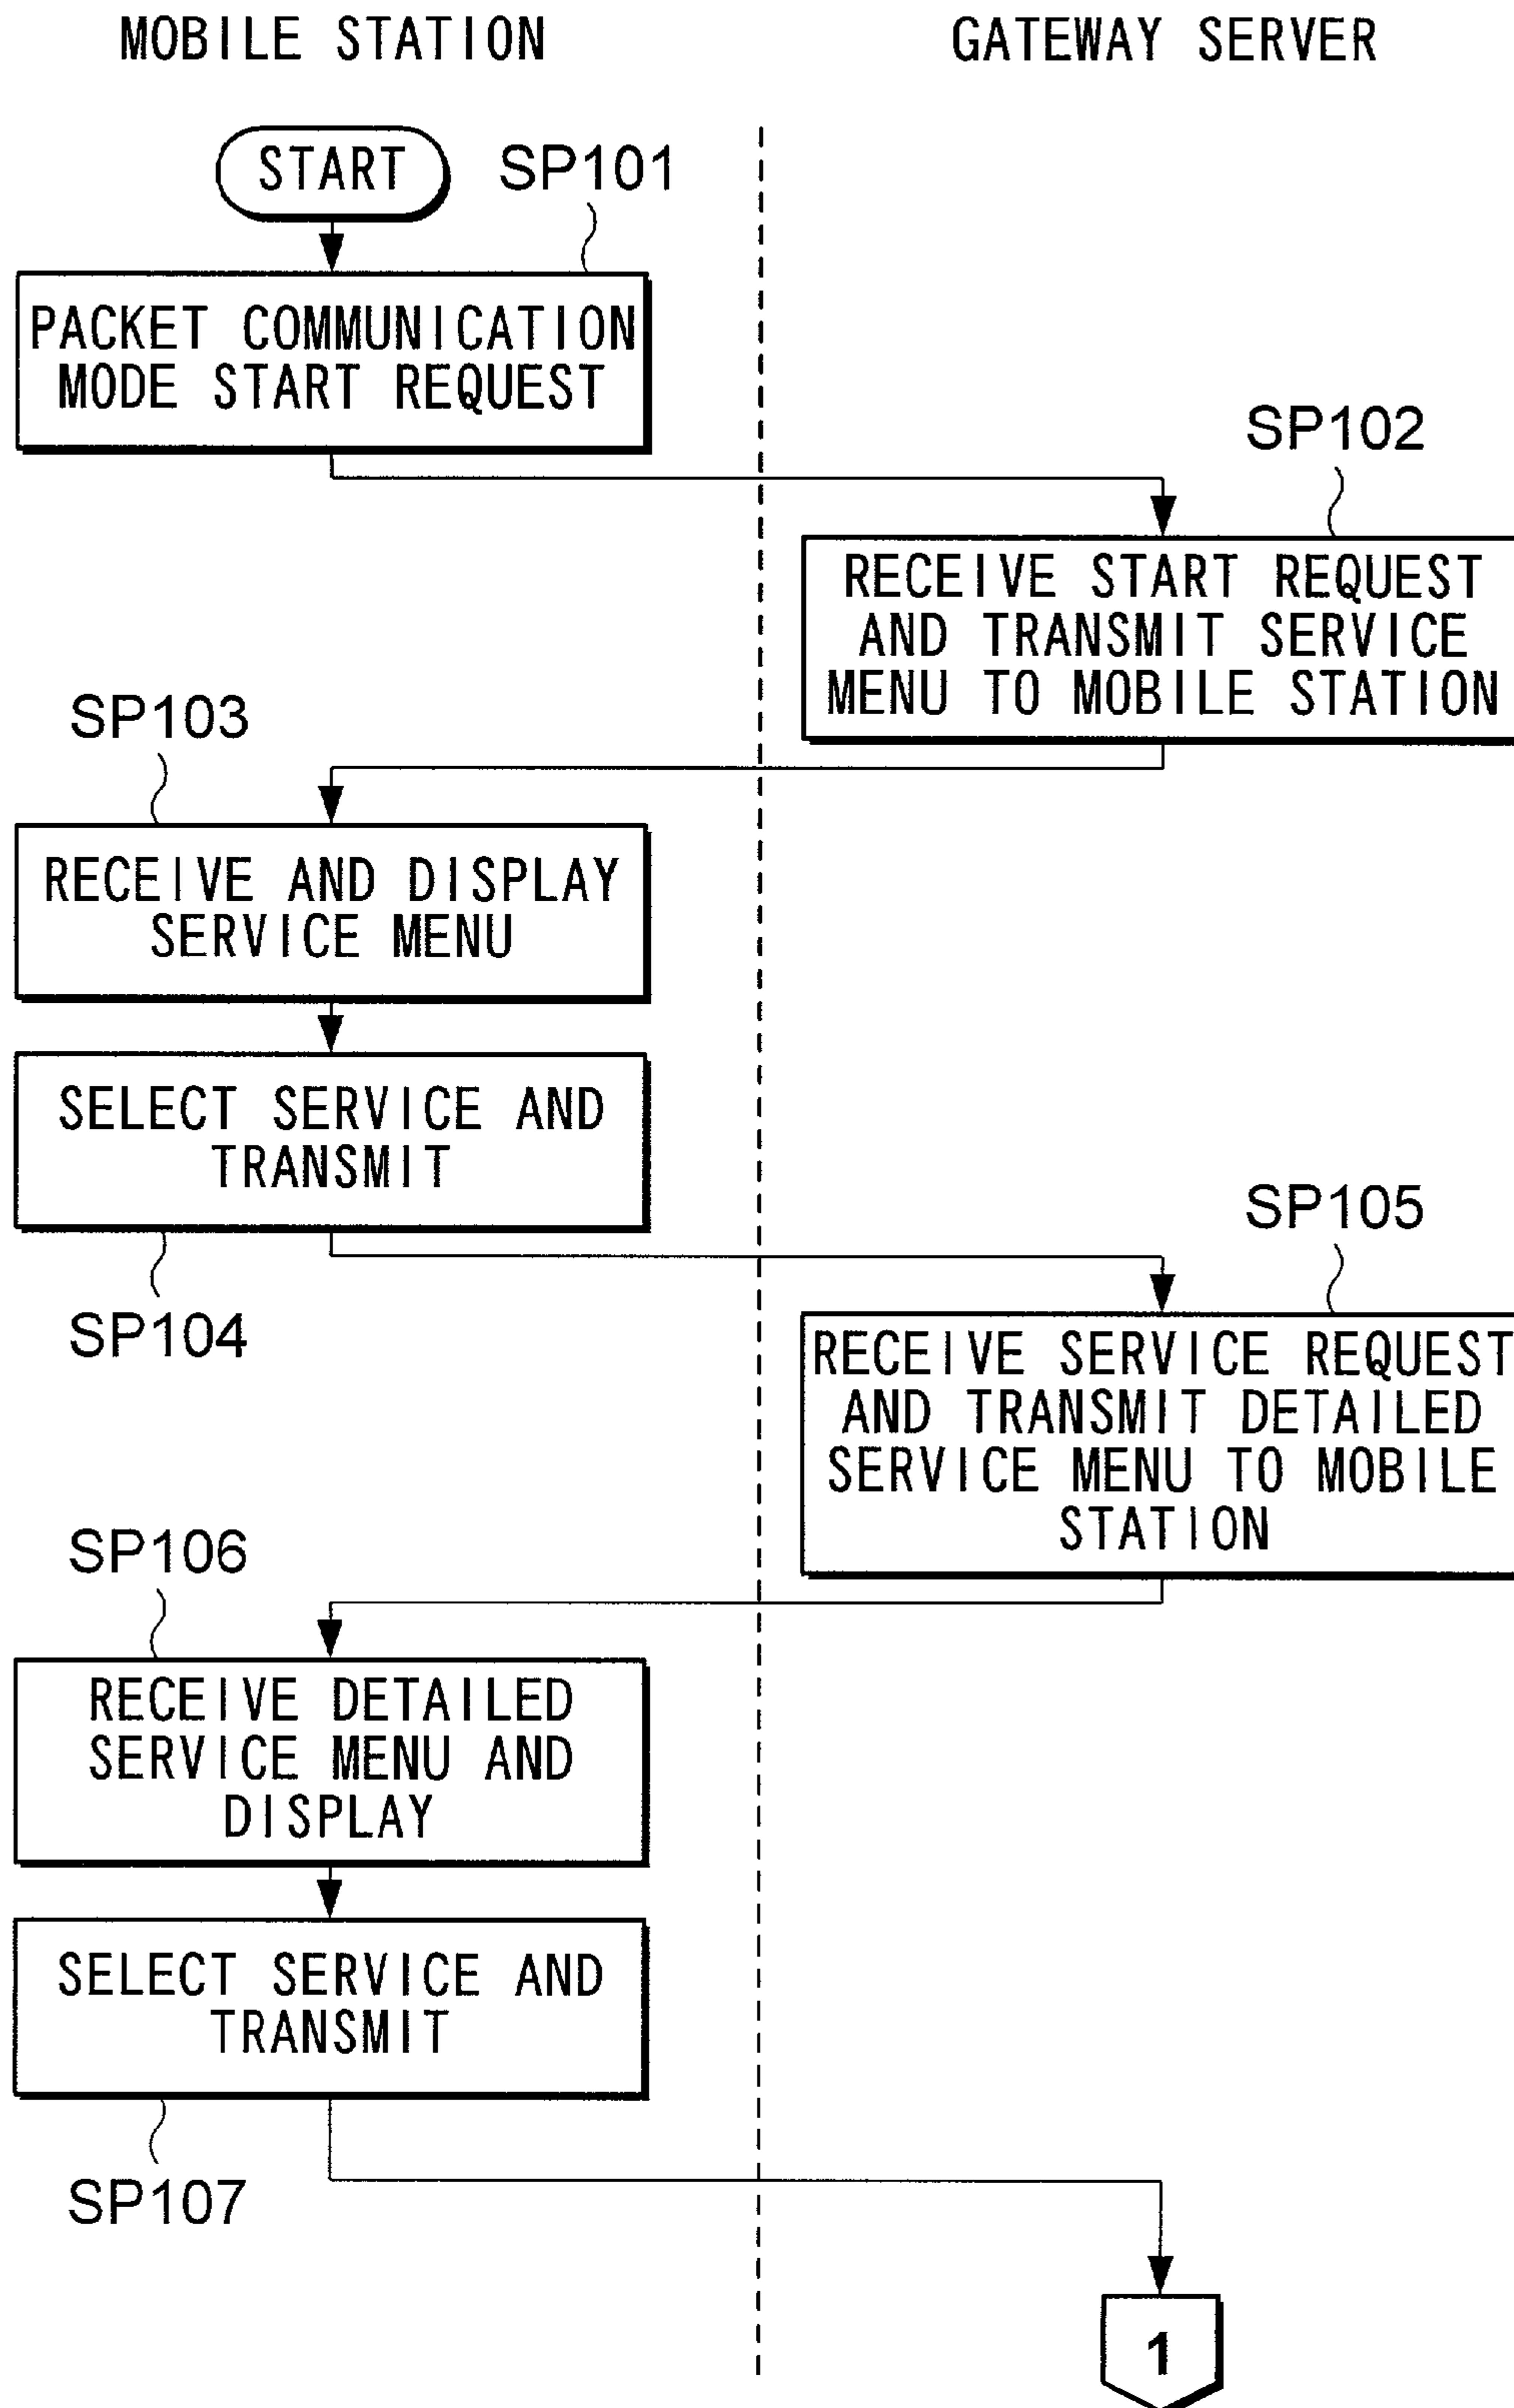 MOBILE STATION
GATEWAY SERVER
START
SP101
PACKET COMMUNICATION
MODE START REQUEST
SP102
RECEIVE START REQUEST
AND TRANSMIT SERVICE
MENU TO MOBILE STATION
SP103
RECEIVE AND DISPLAY
SERVICE MENU
SELECT SERVICE AND
TRANSMIT
SP104
SP105
RECEIVE SERVICE REQUEST
AND TRANSMIT DETAILED
SERVICE MENU TO MOBILE
STATION
SP106
RECEIVE DETAILED
SERVICE MENU AND
DISPLAY
SELECT SERVICE AND
TRANSMIT
SP107
1